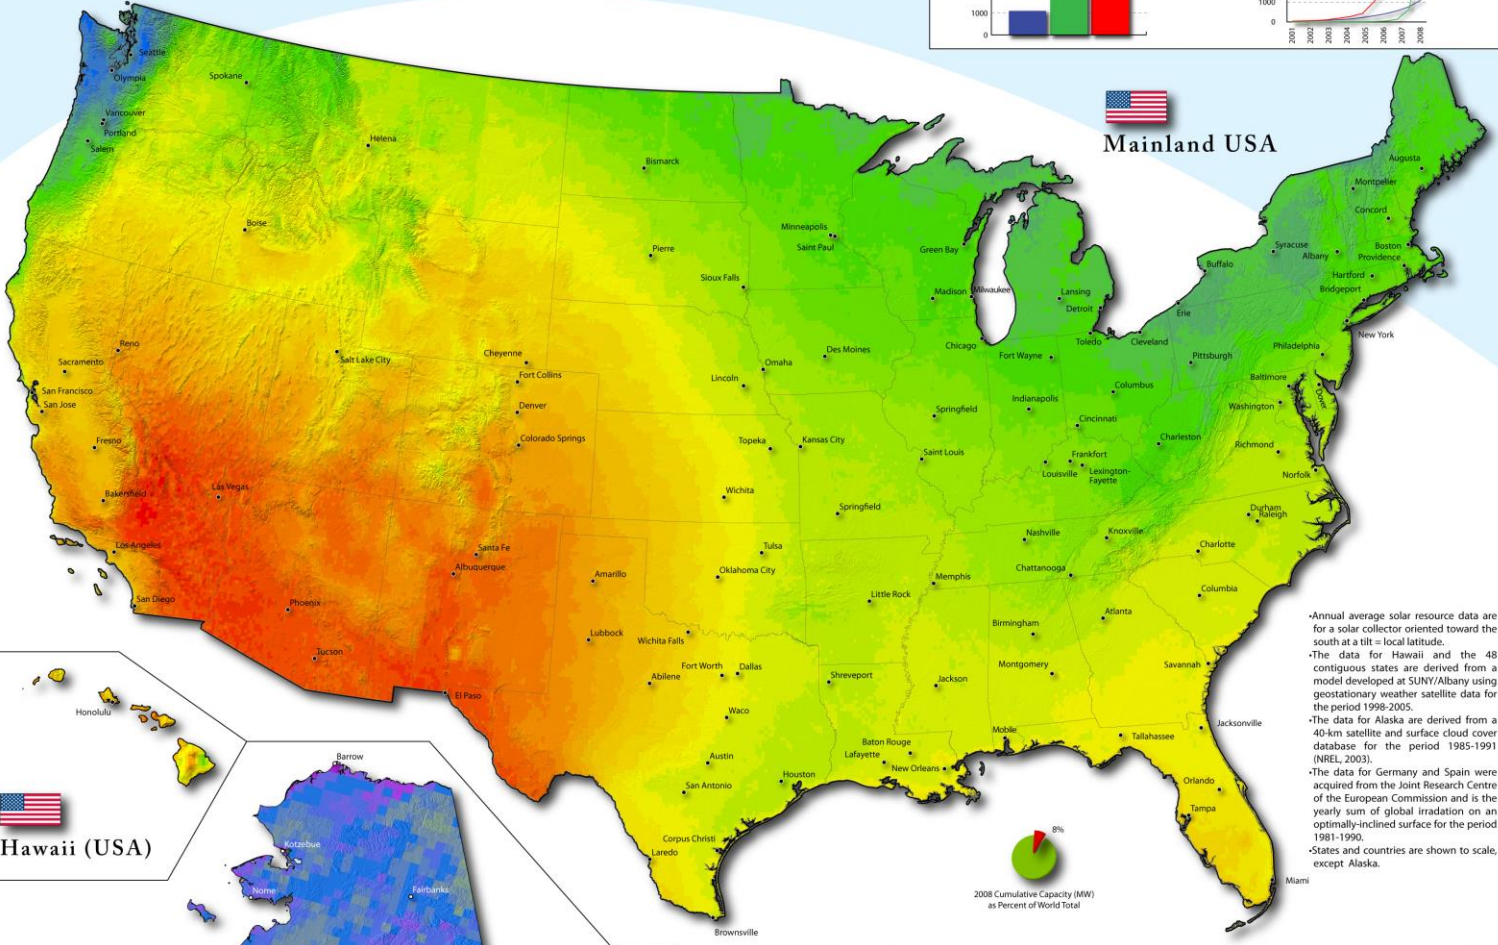 1000
0
1000
0
2001
2002
2003
2004
2005
2006
2007
2008
Mainland USA
Seattle
Olympia
Spokane
Vancouver
Portland
Salem
Helena
Bismarck
Boise
Pierre
Minneapolis
Saint Paul
Green Bay
Sioux Falls
Madison
Milwaukee
Lansing
Detroit
Augusta
Montpelier
Concord
Syracuse
Albany
Boston
Providence
Buffalo
Hartford
Bridgeport
Erie
New York
Reno
Sacramento
Salt Lake City
Cheyenne
Fort Collins
Des Moines
Omaha
Chicago
Fort Wayne
Toledo
Cleveland
Pittsburgh
Philadelphia
San Francisco
San Jose
Denver
Lincoln
Columbus
Baltimore
Dover
Washington
Colorado Springs
Springfield
Indianapolis
Cincinnati
Fresno
Topeka
Kansas City
Saint Louis
Charleston
Richmond
Louisville
Frankfort
Lexington-
Fayette
Norfolk
Bakersfield
Las Vegas
Wichita
Springfield
Durham
Raleigh
Los Angeles
Santa Fe
Albuquerque
Amarillo
Tulsa
Oklahoma City
Nashville
Knoxville
Charlotte
Chattanooga
Memphis
Little Rock
Columbia
San Diego
Phoenix
Lubbock
Wichita Falls
Birmingham
Atlanta
Tucson
El Paso
Fort Worth
Dallas
Abilene
Shreveport
Jackson
Montgomery
Savannah
Waco
Austin
San Antonio
Houston
Baton Rouge
Lafayette
New Orleans
Mobile
Tallahassee
Jacksonville
Orlando
Tampa
Corpus Christi
Laredo
Brownsville
Miami
Honolulu
Hawaii (USA)
Barrow
Kotzebue
Nome
Fairbanks
8%
2008 Cumulative Capacity (MW)
as Percent of World Total
•Annual average solar resource data are
for a solar collector oriented toward the
south at a tilt = local latitude.
•The data for Hawaii and the 48
contiguous states are derived from a
model developed at SUNY/Albany using
geostationary weather satellite data for
the period 1998-2005.
•The data for Alaska are derived from a
40-km satellite and surface cloud cover
database for the period 1985-1991
(NREL, 2003).
•The data for Germany and Spain were
acquired from the Joint Research Centre
of the European Commission and is the
yearly sum of global irradation on an
optimally-inclined surface for the period
1981-1990.
•States and countries are shown to scale,
except Alaska.